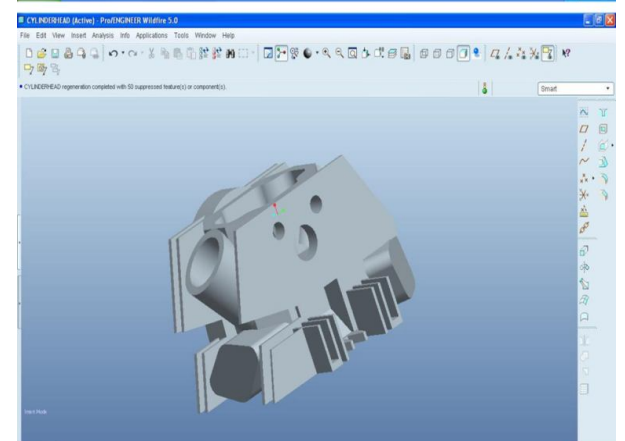 CYLINDERHEAD (Active) - Pro/ENGINEER Wildfire 5.0
File Edit View Insert Analysis Info Applications Tools Window Help
• CYLINDERHEAD regeneration completed with 50 suppressed feature(s) or component(s).
Smart